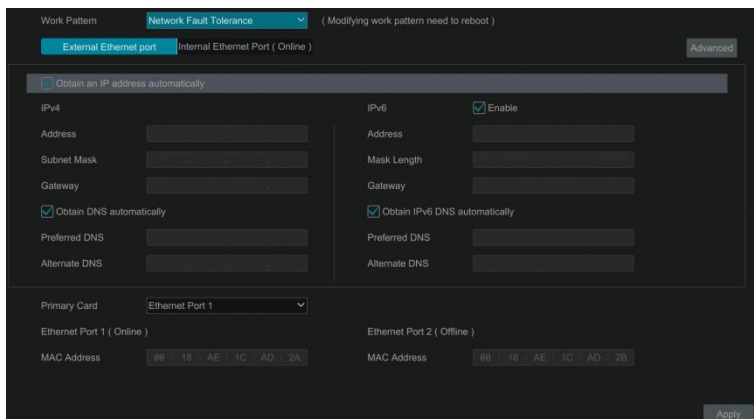 Work Pattern Network Fault Tolerance ( Modifying work pattern need to reboot )
External Ethernet port Internal Ethernet Port ( Online ) Advanced
Obtain an IP address automatically
IPv4 IPv6 Enable
Address Address
Subnet Mask Mask Length
Gateway Gateway
Obtain DNS automatically Obtain IPv6 DNS automatically
Preferred DNS Preferred DNS
Alternate DNS Alternate DNS
Primary Card Ethernet Port 1
Ethernet Port 1 ( Online ) Ethernet Port 2 ( Offline )
MAC Address 00 : 18 : AE : 1C : AD : 2A MAC Address 00 : 18 : AE : 1C : AD : 2B
Apply